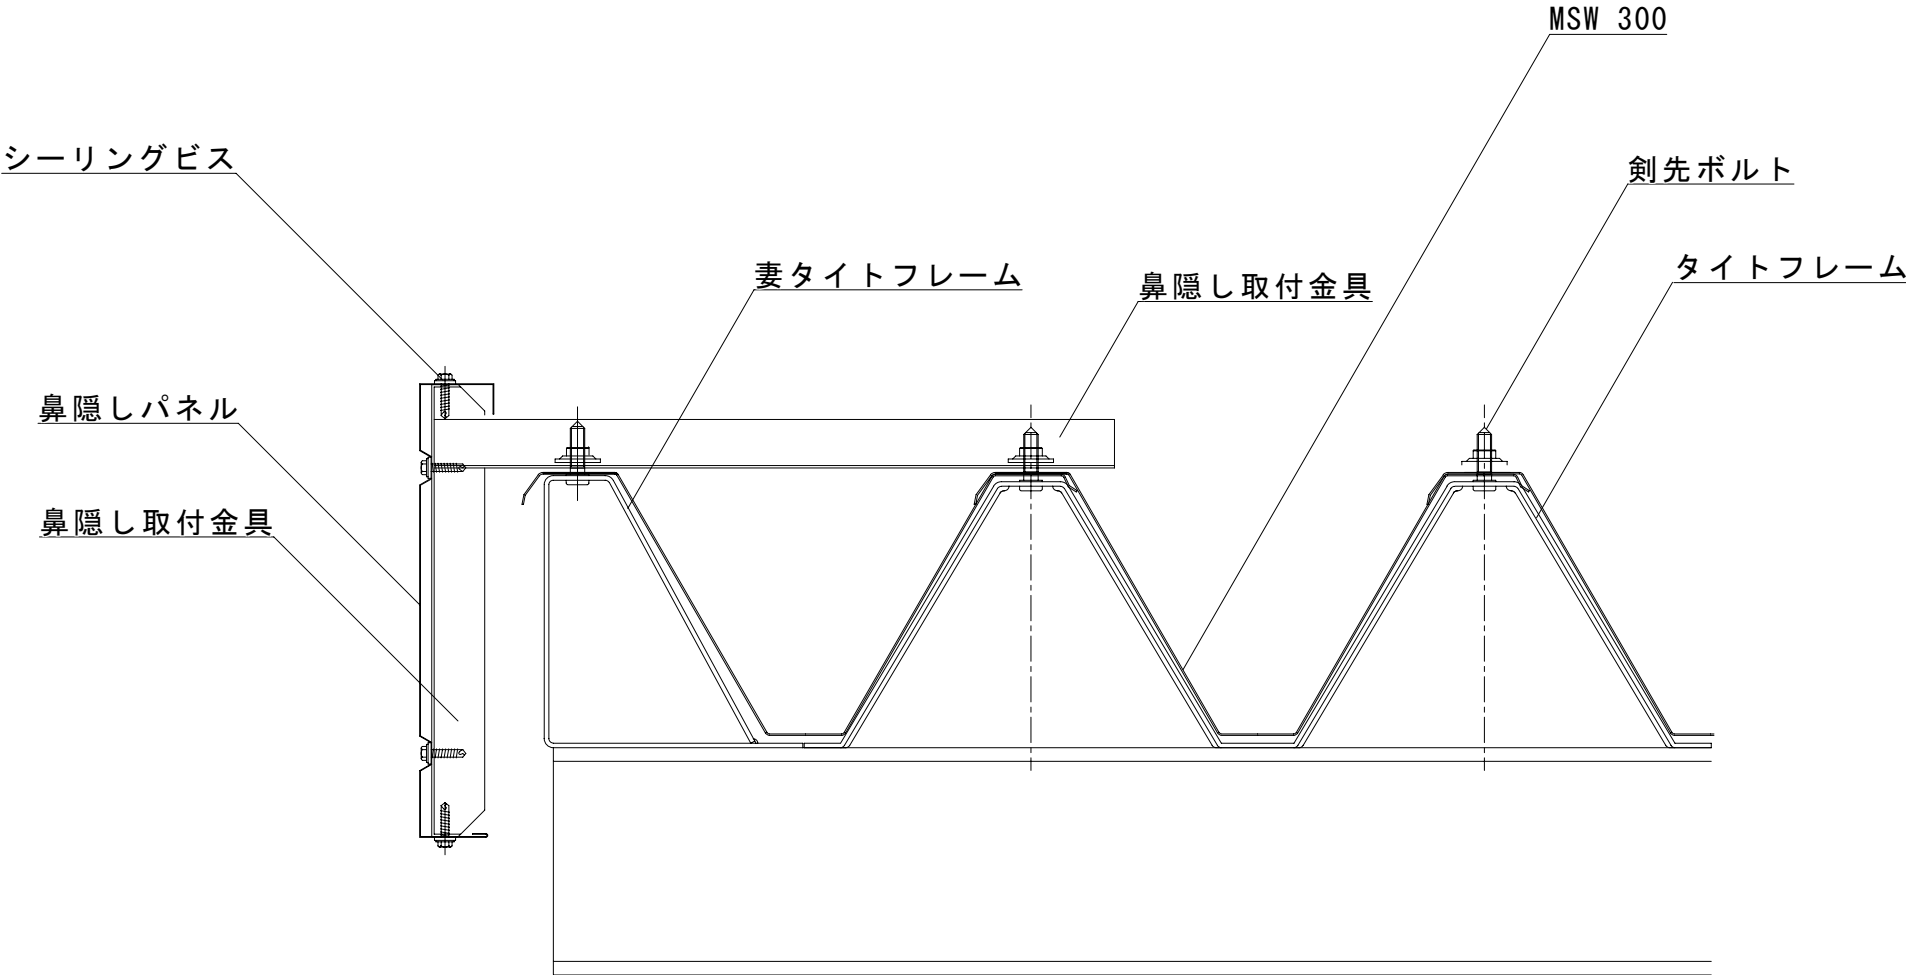 MSW 300
シーリングビス
剣先ボルト
妻タイトフレーム
鼻隠し取付金具
タイトフレーム
鼻隠しパネル
鼻隠し取付金具